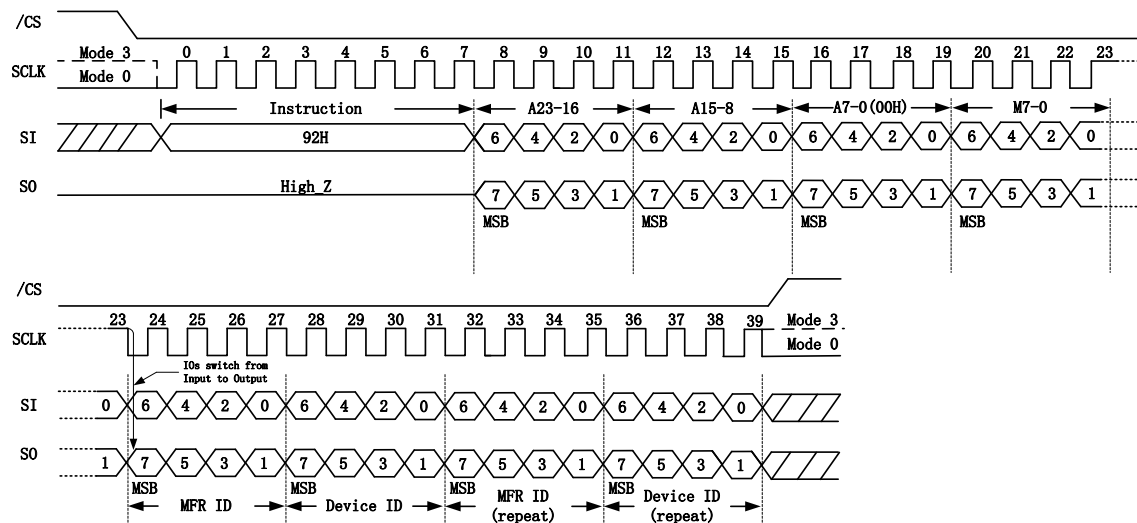 /CS
Mode 3 0 1 2 3 4 5 6 7 8 9 10 11 12 13 14 15 16 17 18 19 20 21 22 23
SCLK
Mode 0
Instruction A23-16 A15-8 A7-0(00H) M7-0
SI 92H 6 4 2 0 6 4 2 0 6 4 2 0 6 4 2 0
SO High_Z 7 5 3 1 7 5 3 1 7 5 3 1 7 5 3 1
MSB MSB MSB MSB
/CS
23 24 25 26 27 28 29 30 31 32 33 34 35 36 37 38 39 Mode 3
SCLK
Mode 0
IOs switch from
Input to Output
SI 0 6 4 2 0 6 4 2 0 6 4 2 0 6 4 2 0
SO 1 7 5 3 1 7 5 3 1 7 5 3 1 7 5 3 1
MSB MSB MSB MSB
MFR ID Device ID MFR ID Device ID
(repeat) (repeat)